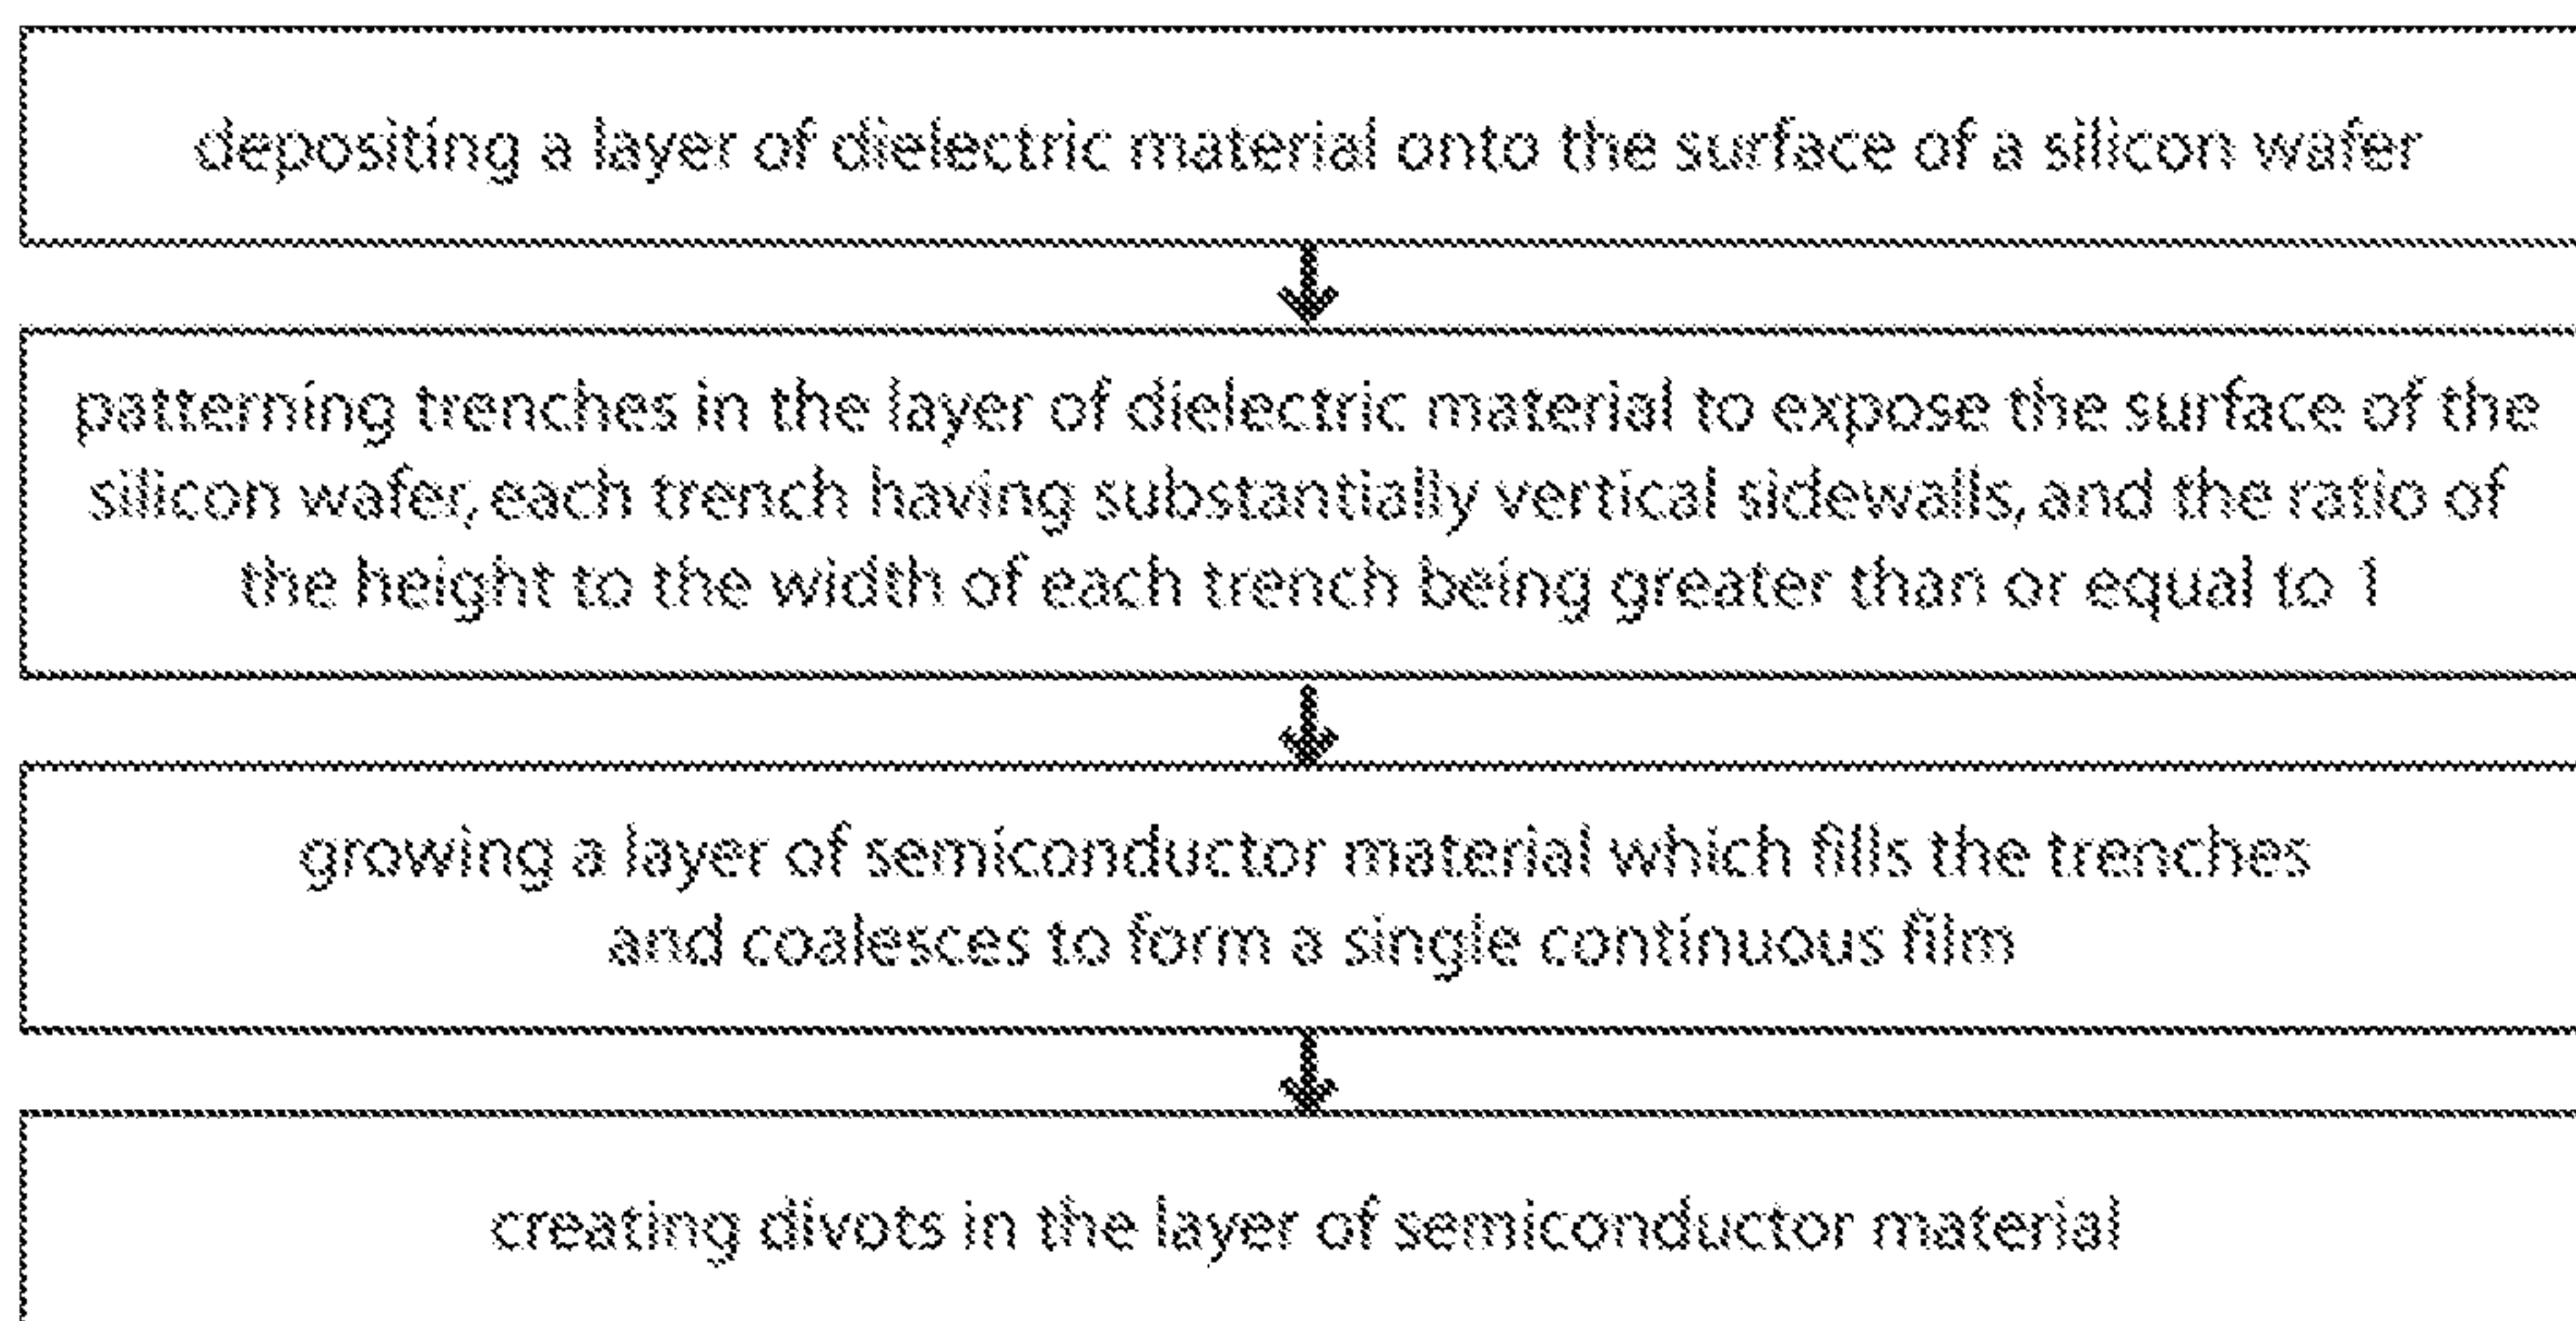 depositing a layer of dielectric material onto the surface of a silicon wafer
patterning trenches in the layer of dielectric material to expose the surface of the
silicon wafer, each trench having substantially vertical sidewalls, and the ratio of
the height to the width of each trench being greater than or equal to 1
growing a layer of semiconductor material which fills the trenches
and coalesces to form a single continuous film
creating divots in the layer of semiconductor material